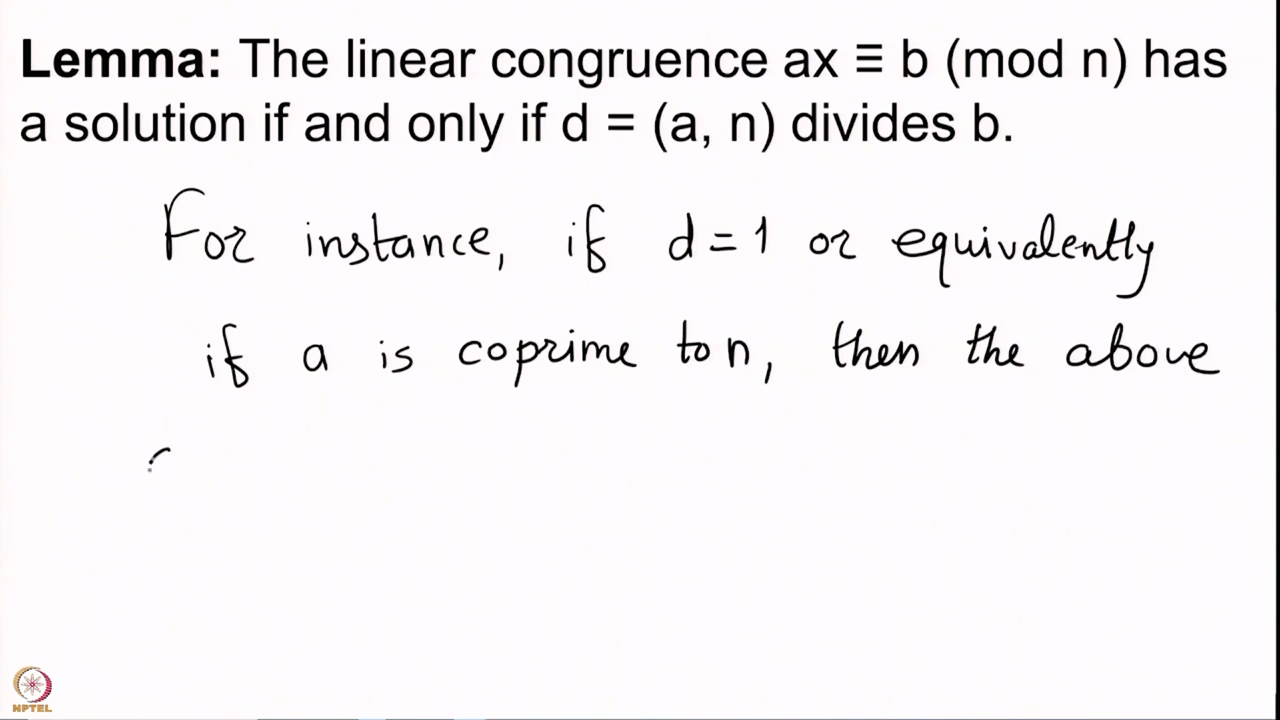 Lemma: The linear congruence ax ≡ b (mod n) has
a solution if and only if d = (a, n) divides b.
For instance, if d = 1 or equivalently
if a is coprime to n, then the above
NPTEL